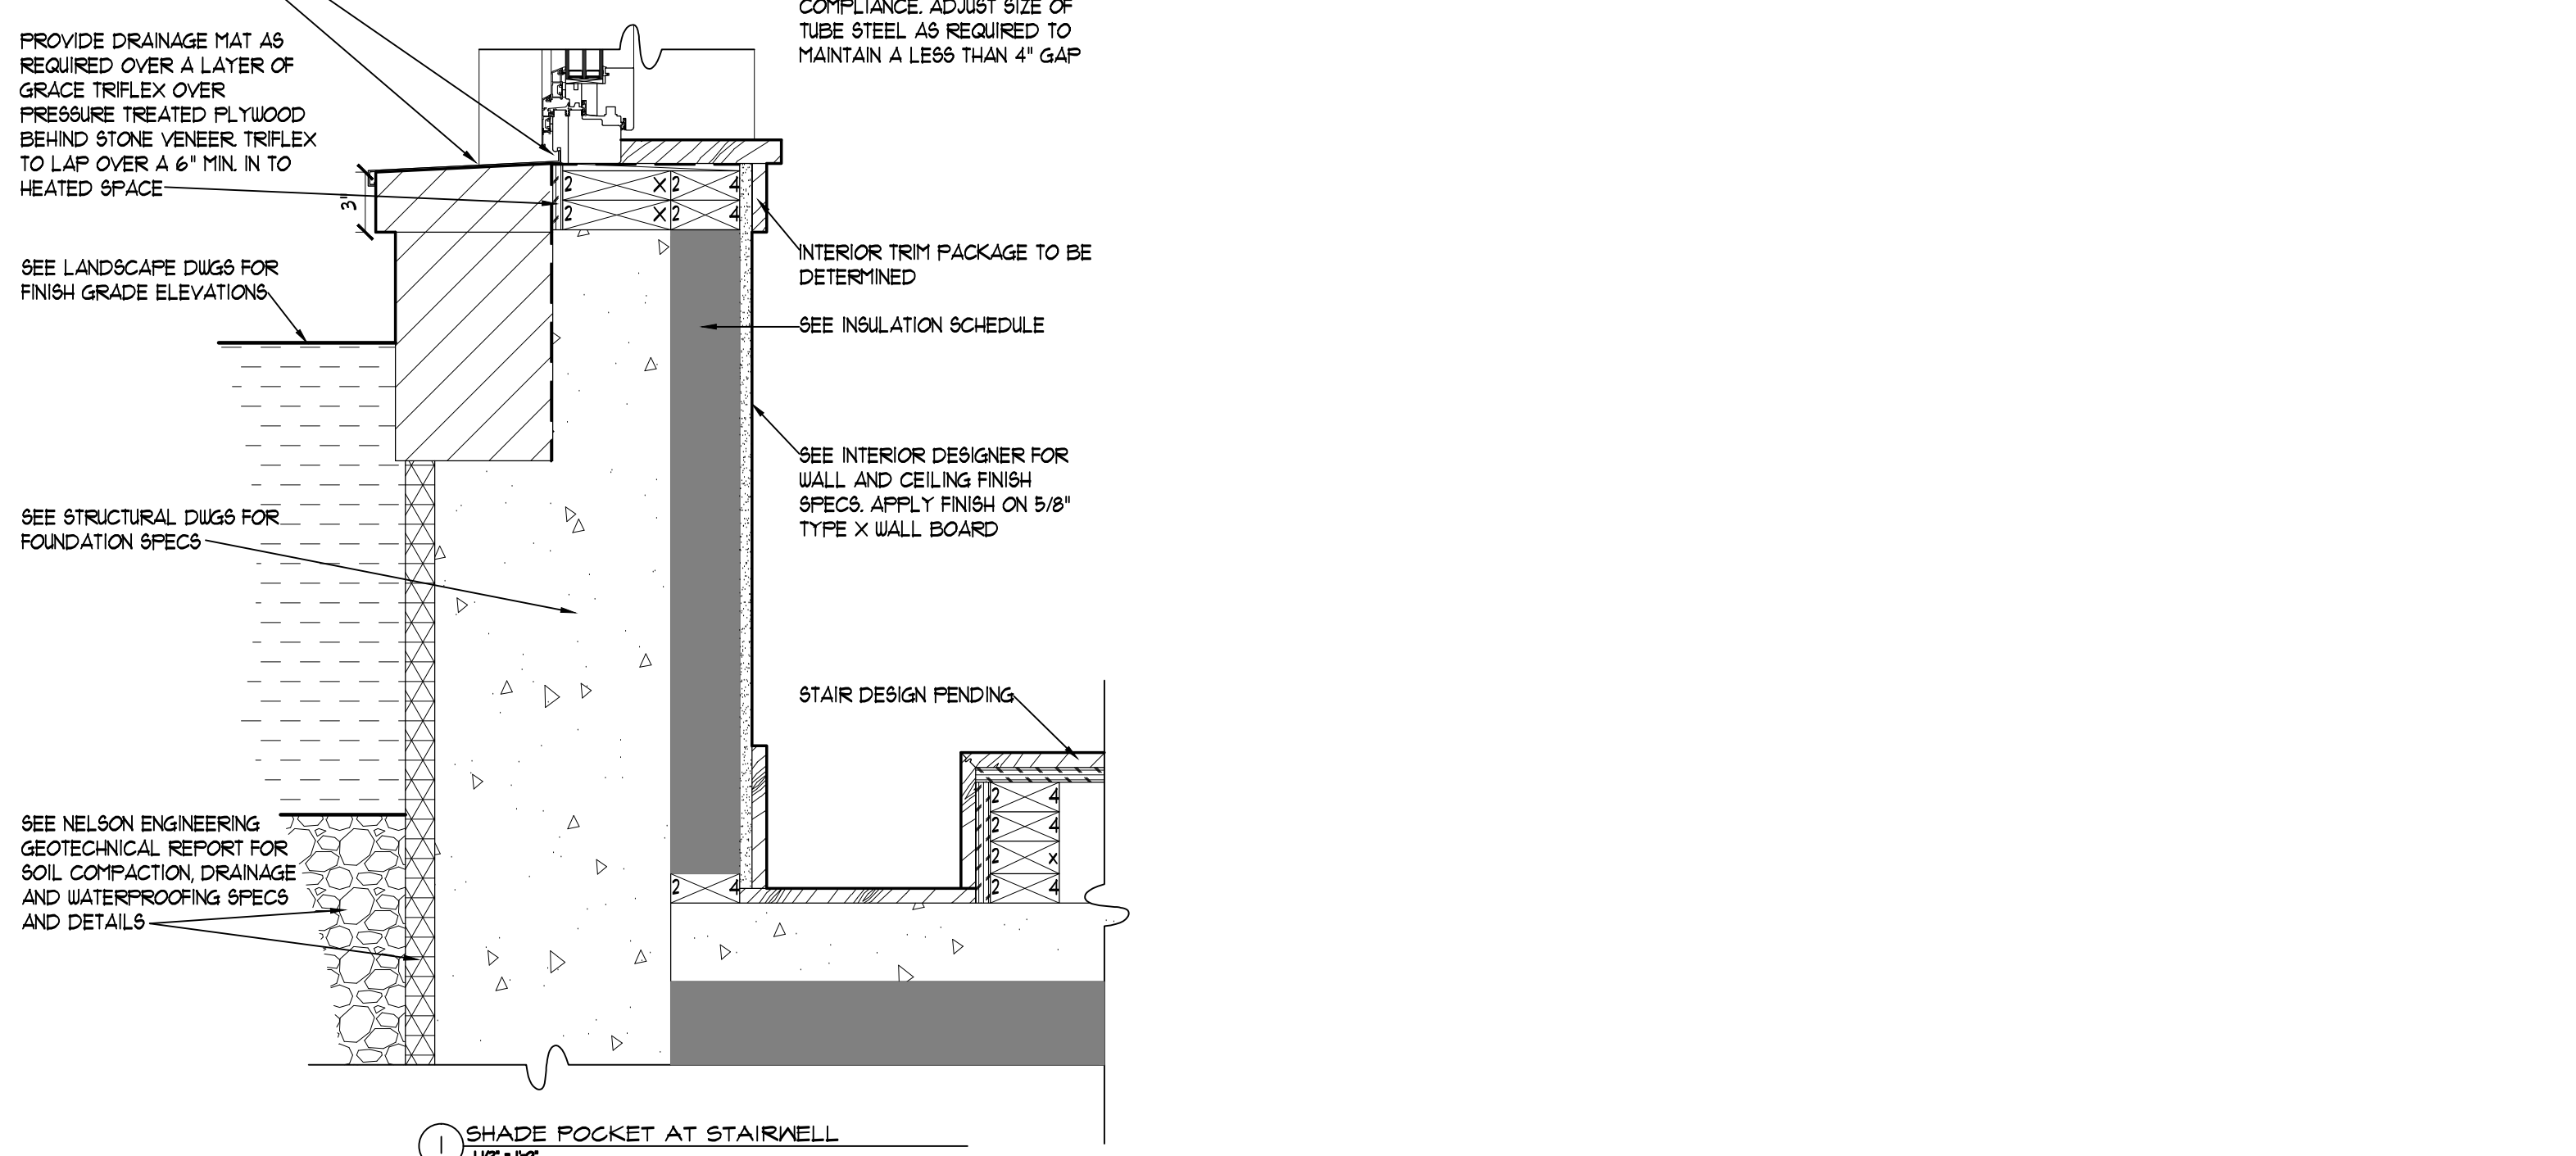 COMPLIANCE. ADJUST SIZE OF
TUBE STEEL AS REQUIRED TO
MAINTAIN A LESS THAN 4" GAP
PROVIDE DRAINAGE MAT AS
REQUIRED OVER A LAYER OF
GRACE TRIFLEX OVER
PRESSURE TREATED PLYWOOD
BEHIND STONE VENEER. TRIFLEX
TO LAP OVER A 6" MIN. IN TO
HEATED SPACE
3"
2 X 2 4
2 X 2 4
INTERIOR TRIM PACKAGE TO BE
DETERMINED
SEE LANDSCAPE DWGS FOR
FINISH GRADE ELEVATIONS
SEE INSULATION SCHEDULE
SEE INTERIOR DESIGNER FOR
WALL AND CEILING FINISH
SPECS. APPLY FINISH ON 5/8"
TYPE X WALL BOARD
SEE STRUCTURAL DWGS FOR
FOUNDATION SPECS
STAIR DESIGN PENDING
2 4
2 4
2 x
2 4
2 4
SEE NELSON ENGINEERING
GEOTECHNICAL REPORT FOR
SOIL COMPACTION, DRAINAGE
AND WATERPROOFING SPECS
AND DETAILS
1 SHADE POCKET AT STAIRWELL